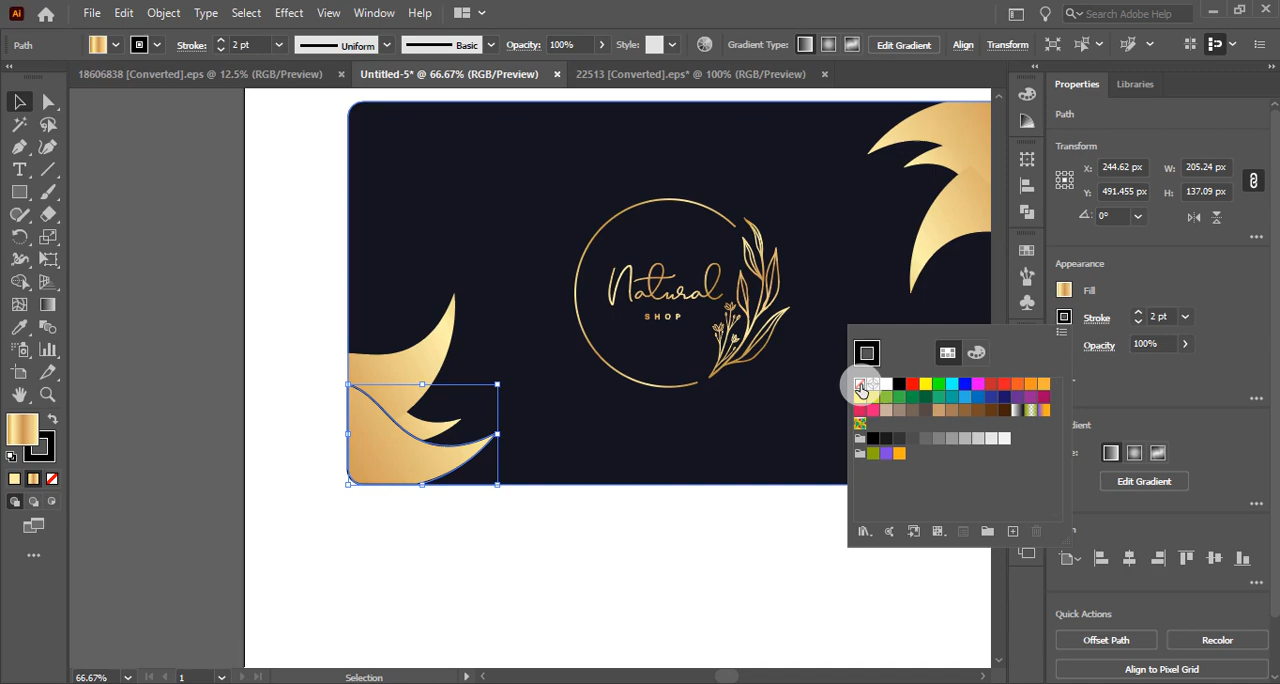 Ai File Edit Object Type Select Effect View Window Help Search Adobe Help
Path Stroke: 2 pt Uniform Basic Opacity: 100% Style: Gradient Type: Edit Gradient Align Transform
18606838 [Converted].eps @ 12.5% (RGB/Preview) × Untitled-5* @ 66.67% (RGB/Preview) × 22513 [Converted].eps* @ 100% (RGB/Preview) ×
Properties Libraries
Path
Transform
X: 244.62 px W: 205.24 px
Y: 491.455 px H: 137.09 px
0°
Appearance
Fill
Stroke 2 pt
Opacity 100%
Edit Gradient
Quick Actions
Offset Path Recolor
Align to Pixel Grid
Natural
SHOP
66.67% 1 Selection